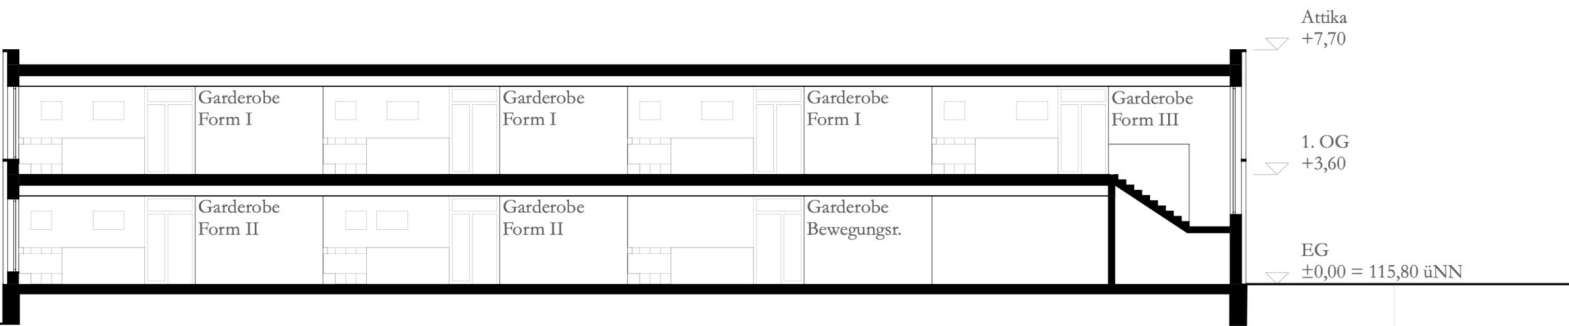 Attika
+7,70
Garderobe
Form I
Garderobe
Form I
Garderobe
Form I
Garderobe
Form III
1. OG
+3,60
Garderobe
Form II
Garderobe
Form II
Garderobe
Bewegungsr.
EG
±0,00 = 115,80 üNN